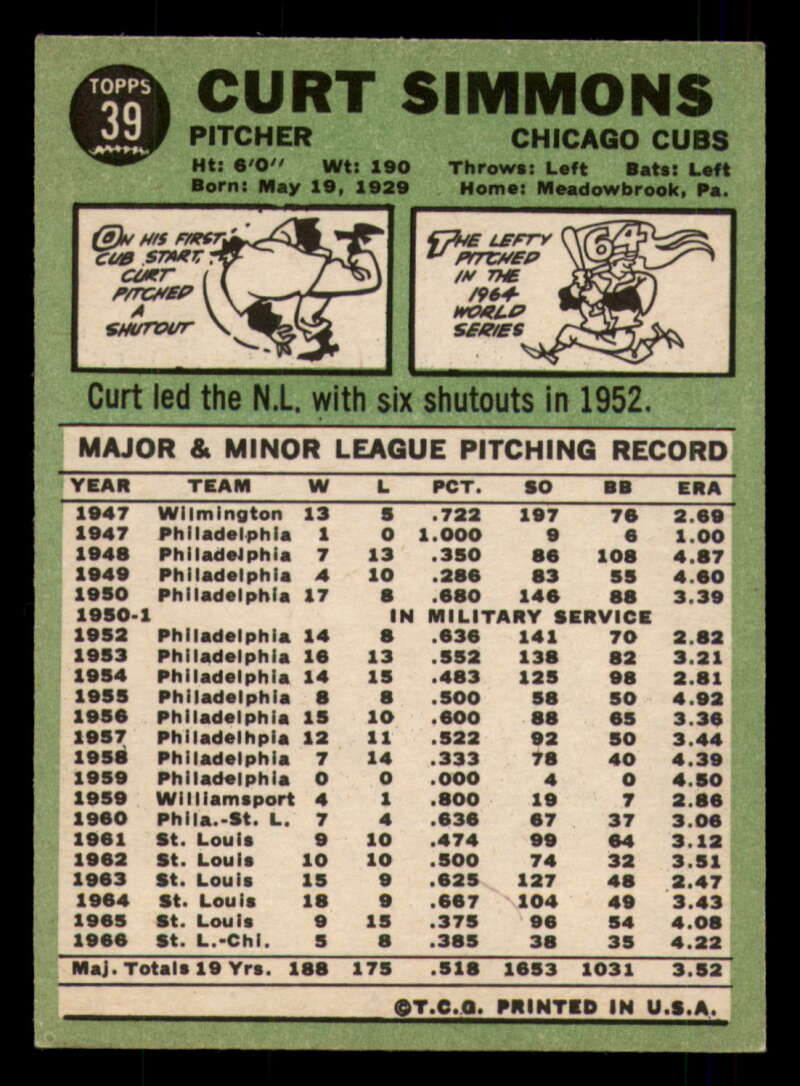 TOPPS
39
CURT SIMMONS
PITCHER CHICAGO CUBS
Ht: 6'0" Wt: 190 Throws: Left Bats: Left
Born: May 19, 1929 Home: Meadowbrook, Pa.
ON HIS FIRST
CUB START,
CURT
PITCHED
A
SHUTOUT
THE LEFTY
PITCHED
IN THE
1964
WORLD
SERIES
64
Curt led the N.L. with six shutouts in 1952.
MAJOR & MINOR LEAGUE PITCHING RECORD
YEAR TEAM W L PCT. SO BB ERA
1947 Wilmington 13 5 .722 197 76 2.69
1947 Philadelphia 1 0 1.000 9 6 1.00
1948 Philadelphia 7 13 .350 86 108 4.87
1949 Philadelphia 4 10 .286 83 55 4.60
1950 Philadelphia 17 8 .680 146 88 3.39
1950-1 IN MILITARY SERVICE
1952 Philadelphia 14 8 .636 141 70 2.82
1953 Philadelphia 16 13 .552 138 82 3.21
1954 Philadelphia 14 15 .483 125 98 2.81
1955 Philadelphia 8 8 .500 58 50 4.92
1956 Philadelphia 15 10 .600 88 65 3.36
1957 Philadelhpia 12 11 .522 92 50 3.44
1958 Philadelphia 7 14 .333 78 40 4.39
1959 Philadelphia 0 0 .000 4 0 4.50
1959 Williamsport 4 1 .800 19 7 2.86
1960 Phila.-St. L. 7 4 .636 67 37 3.06
1961 St. Louis 9 10 .474 99 64 3.12
1962 St. Louis 10 10 .500 74 32 3.51
1963 St. Louis 15 9 .625 127 48 2.47
1964 St. Louis 18 9 .667 104 49 3.43
1965 St. Louis 9 15 .375 96 54 4.08
1966 St. L.-Chi. 5 8 .385 38 35 4.22
Maj. Totals 19 Yrs. 188 175 .518 1653 1031 3.52
©T.C.G. PRINTED IN U.S.A.